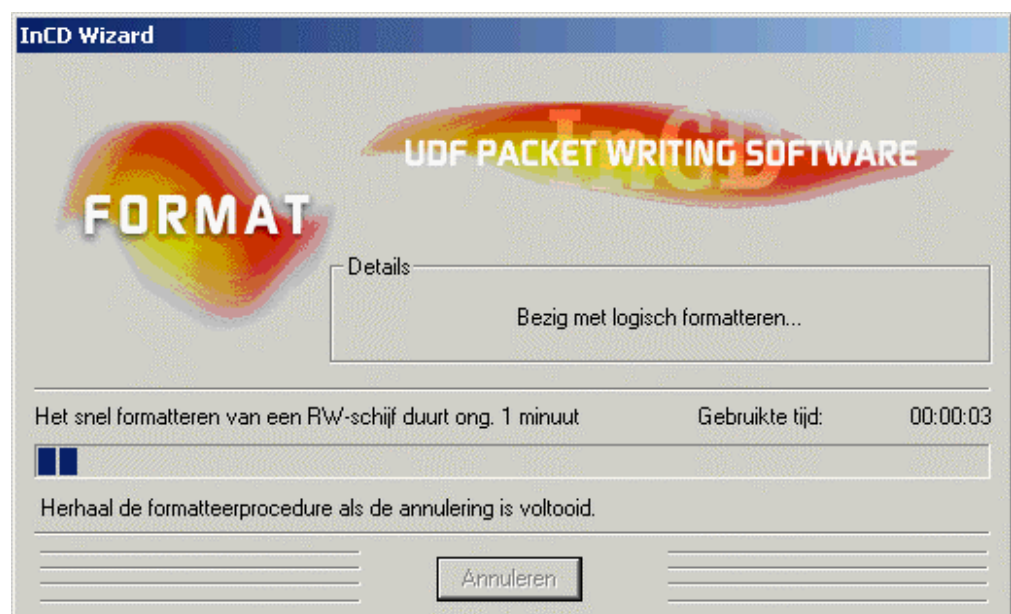 InCD Wizard
InCD
UDF PACKET WRITING SOFTWARE
FORMAT
Details
Bezig met logisch formatteren...
Het snel formatteren van een RW-schijf duurt ong. 1 minuut Gebruikte tijd: 00:00:03
Herhaal de formatteerprocedure als de annulering is voltooid.
Annuleren